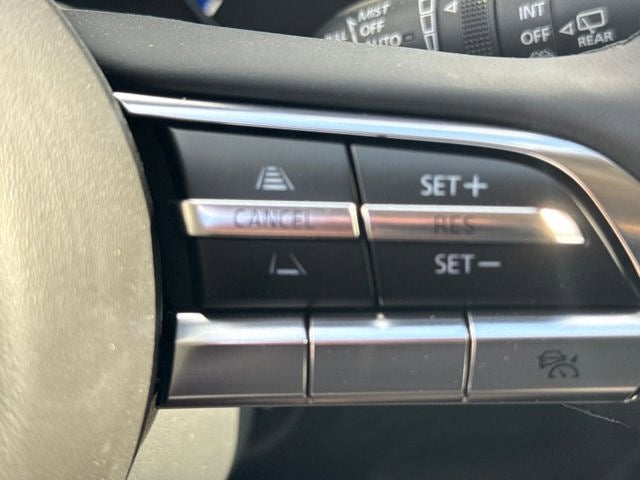 MIST
OFF
AUTO
INT
OFF
REAR
SET+
CANCEL
RES
SET-